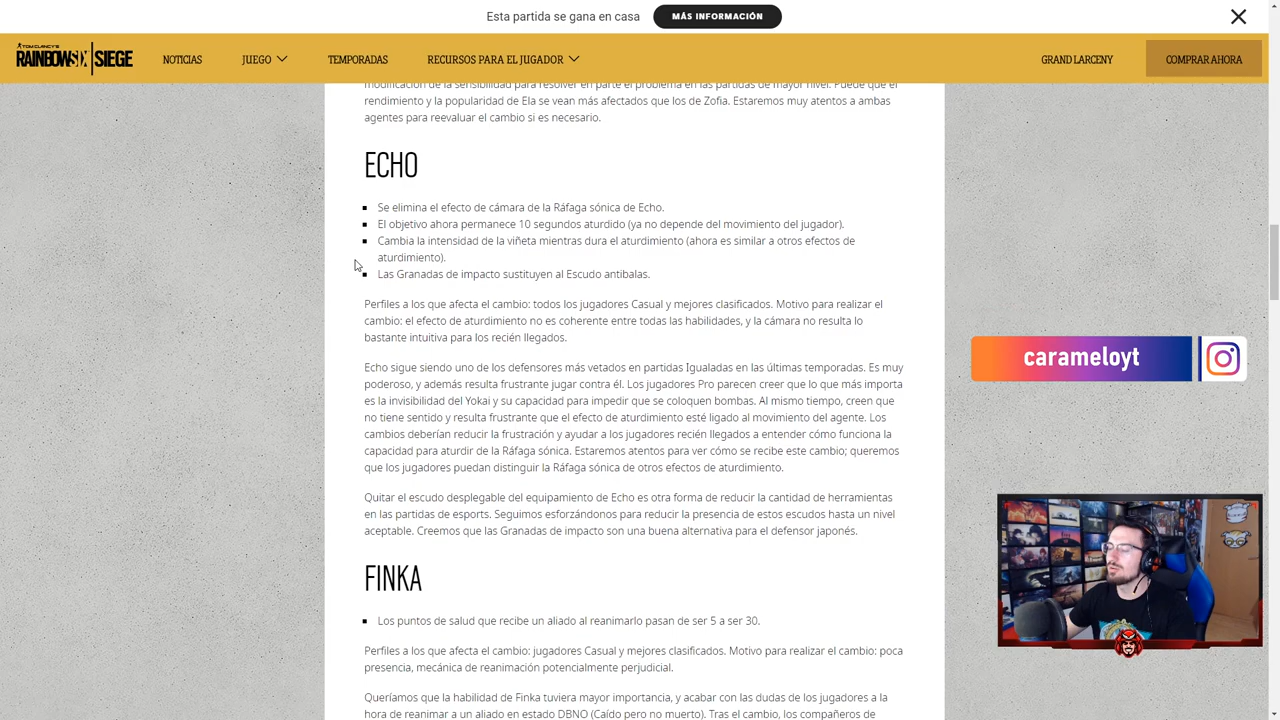 Esta partida se gana en casa
MÁS INFORMACIÓN
TOM CLANCY'S
RAINBOW SIX | SIEGE
NOTICIAS
JUEGO
TEMPORADAS
RECURSOS PARA EL JUGADOR
GRAND LARCENY
COMPRAR AHORA
modificación de la sensibilidad para resolver en parte el problema en las partidas de mayor nivel. Puede que el
rendimiento y la popularidad de Ela se vean más afectados que los de Zofia. Estaremos muy atentos a ambas
agentes para reevaluar el cambio si es necesario.
ECHO
Se elimina el efecto de cámara de la Ráfaga sónica de Echo.
El objetivo ahora permanece 10 segundos aturdido (ya no depende del movimiento del jugador).
Cambia la intensidad de la viñeta mientras dura el aturdimiento (ahora es similar a otros efectos de
aturdimiento).
Las Granadas de impacto sustituyen al Escudo antibalas.
Perfiles a los que afecta el cambio: todos los jugadores Casual y mejores clasificados. Motivo para realizar el
cambio: el efecto de aturdimiento no es coherente entre todas las habilidades, y la cámara no resulta lo
bastante intuitiva para los recién llegados.
Echo sigue siendo uno de los defensores más vetados en partidas Igualadas en las últimas temporadas. Es muy
poderoso, y además resulta frustrante jugar contra él. Los jugadores Pro parecen creer que lo que más importa
es la invisibilidad del Yokai y su capacidad para impedir que se coloquen bombas. Al mismo tiempo, creen que
no tiene sentido y resulta frustrante que el efecto de aturdimiento esté ligado al movimiento del agente. Los
cambios deberían reducir la frustración y ayudar a los jugadores recién llegados a entender cómo funciona la
capacidad para aturdir de la Ráfaga sónica. Estaremos atentos para ver cómo se recibe este cambio; queremos
que los jugadores puedan distinguir la Ráfaga sónica de otros efectos de aturdimiento.
Quitar el escudo desplegable del equipamiento de Echo es otra forma de reducir la cantidad de herramientas
en las partidas de esports. Seguimos esforzándonos para reducir la presencia de estos escudos hasta un nivel
aceptable. Creemos que las Granadas de impacto son una buena alternativa para el defensor japonés.
FINKA
Los puntos de salud que recibe un aliado al reanimarlo pasan de ser 5 a ser 30.
Perfiles a los que afecta el cambio: jugadores Casual y mejores clasificados. Motivo para realizar el cambio: poca
presencia, mecánica de reanimación potencialmente perjudicial.
Queríamos que la habilidad de Finka tuviera mayor importancia, y acabar con las dudas de los jugadores a la
hora de reanimar a un aliado en estado DBNO (Caído pero no muerto). Tras el cambio, los compañeros de
carameloyt